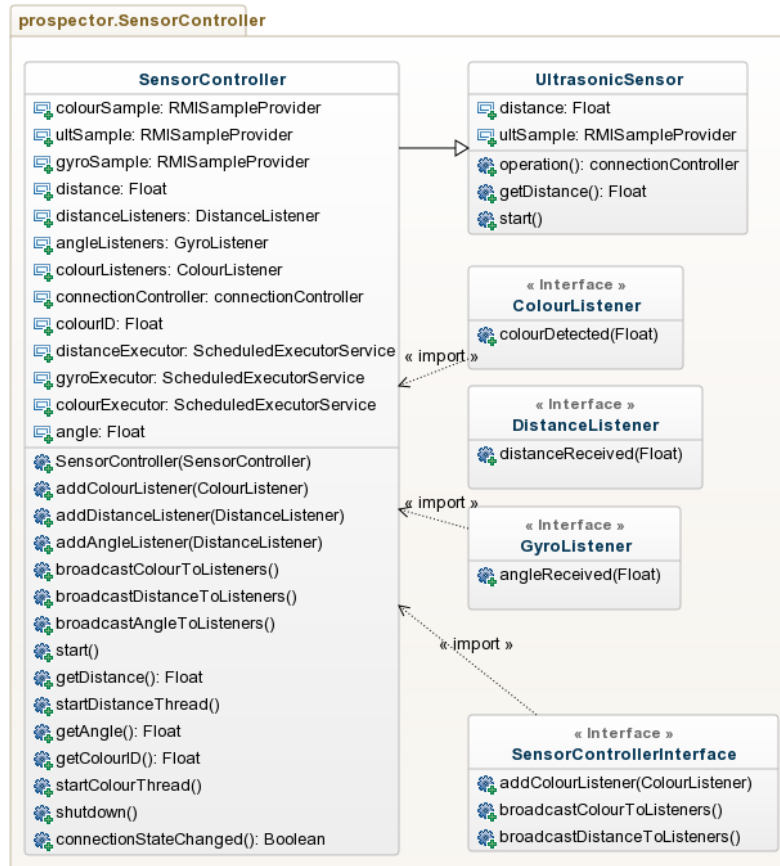 prospector.SensorController
SensorController
colourSample: RMISampleProvider
ultSample: RMISampleProvider
gyroSample: RMISampleProvider
distance: Float
distanceListeners: DistanceListener
angleListeners: GyroListener
colourListeners: ColourListener
connectionController: connectionController
colourID: Float
distanceExecutor: ScheduledExecutorService
gyroExecutor: ScheduledExecutorService
colourExecutor: ScheduledExecutorService
angle: Float
SensorController(SensorController)
addColourListener(ColourListener)
addDistanceListener(DistanceListener)
addAngleListener(DistanceListener)
broadcastColourToListeners()
broadcastDistanceToListeners()
broadcastAngleToListeners()
start()
getDistance(): Float
startDistanceThread()
getAngle(): Float
getColourID(): Float
startColourThread()
shutdown()
connectionStateChanged(): Boolean
UltrasonicSensor
distance: Float
ultSample: RMISampleProvider
operation(): connectionController
getDistance(): Float
start()
« Interface »
ColourListener
colourDetected(Float)
« import »
« Interface »
DistanceListener
distanceReceived(Float)
« import »
« Interface »
GyroListener
angleReceived(Float)
« import »
« Interface »
SensorControllerInterface
addColourListener(ColourListener)
broadcastColourToListeners()
broadcastDistanceToListeners()